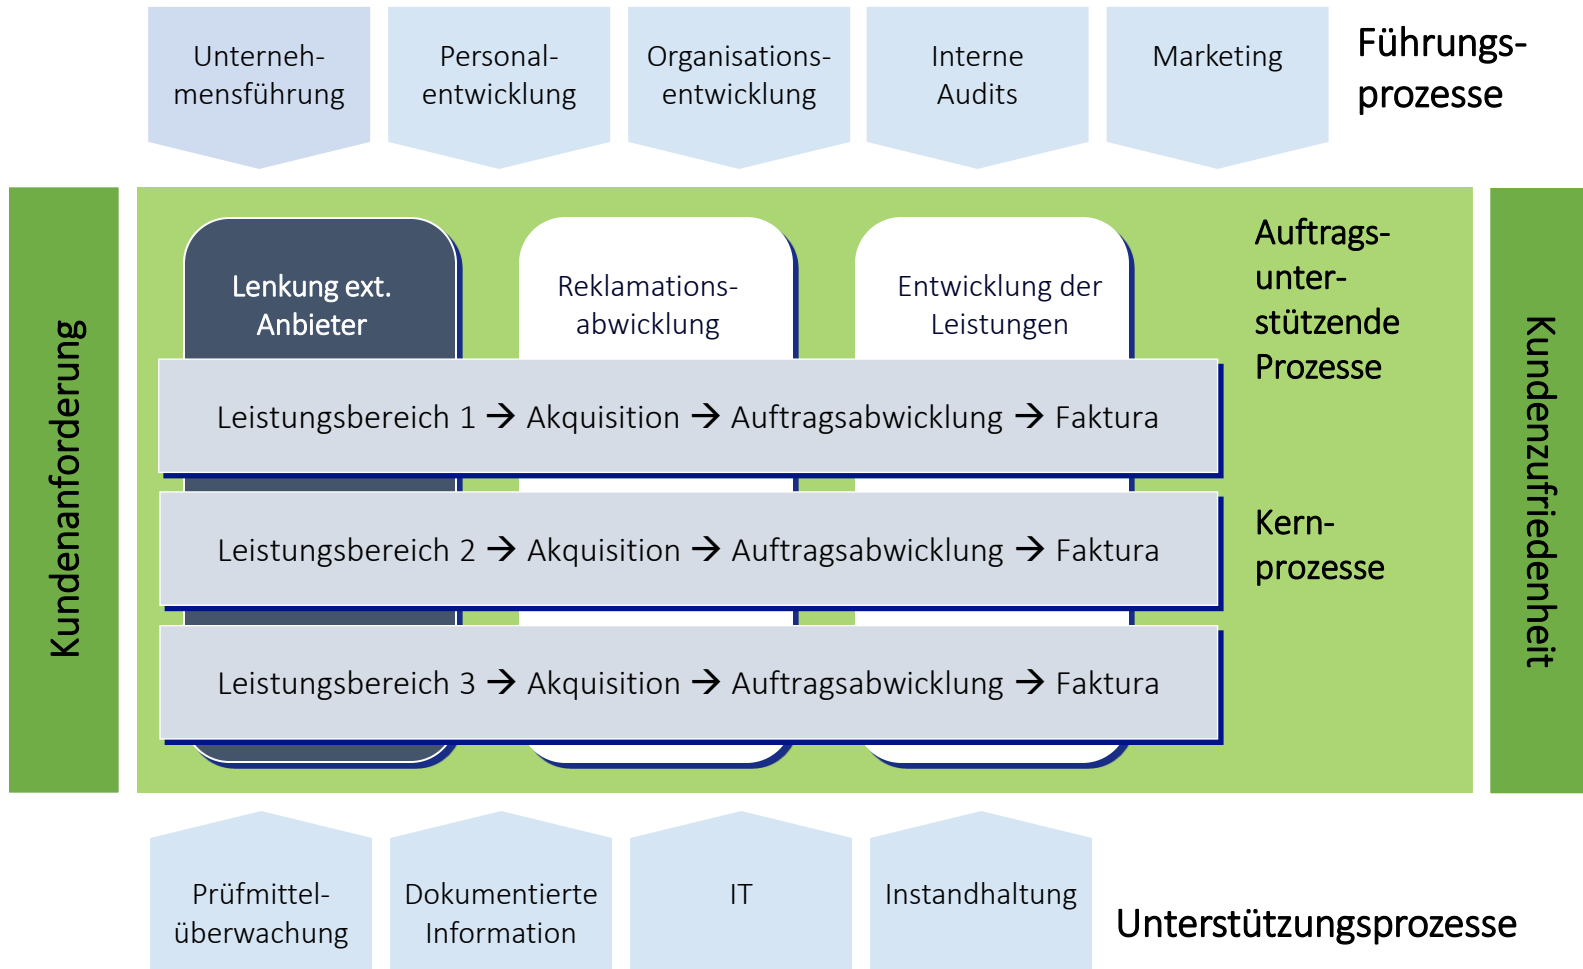 Unterneh-
mensführung
Personal-
entwicklung
Organisations-
entwicklung
Interne
Audits
Marketing
Führungs-
prozesse
Kundenanforderung
Lenkung ext.
Anbieter
Reklamations-
abwicklung
Entwicklung der
Leistungen
Auftrags-
unter-
stützende
Prozesse
Leistungsbereich 1 → Akquisition → Auftragsabwicklung → Faktura
Leistungsbereich 2 → Akquisition → Auftragsabwicklung → Faktura
Kern-
prozesse
Leistungsbereich 3 → Akquisition → Auftragsabwicklung → Faktura
Kundenzufriedenheit
Prüfmittel-
überwachung
Dokumentierte
Information
IT
Instandhaltung
Unterstützungsprozesse